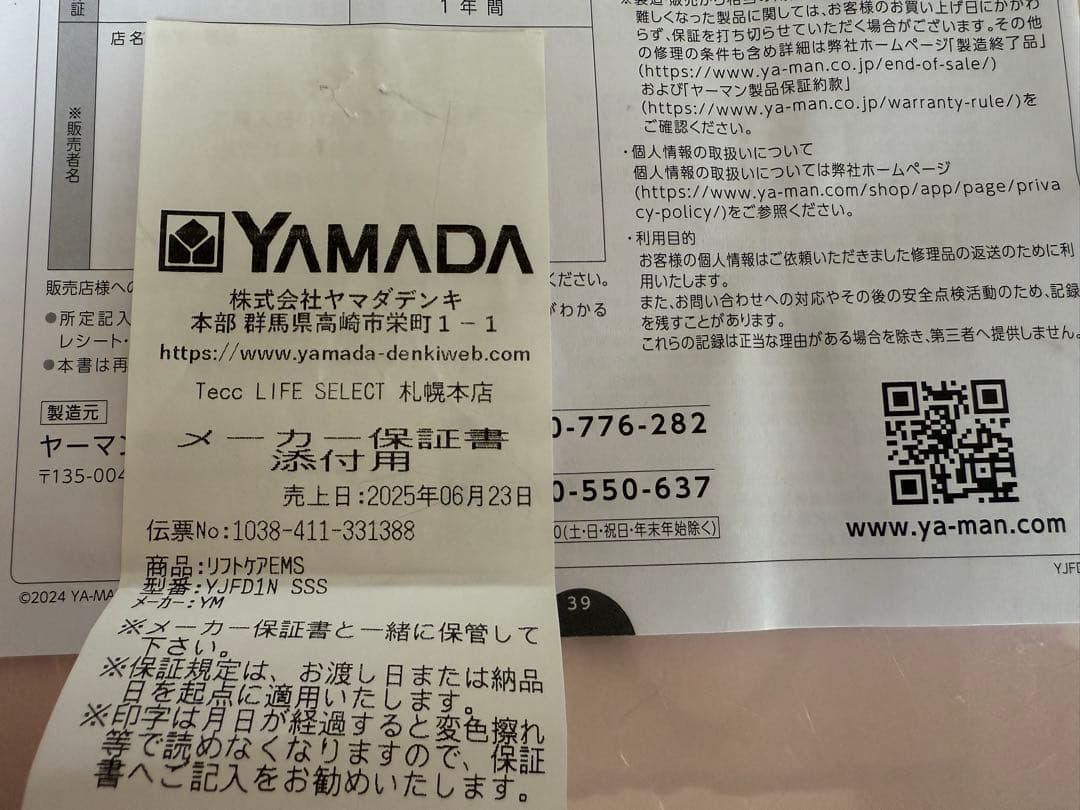 証
1年間
店名
※販売者名
難しくなった製品に関しては、お客様のお買い上げ日にかかわ
らず、保証を打ち切らせていただく場合がございます。その他
の修理の条件も含め詳細は弊社ホームページ「製造終了品」
(https://www.ya-man.co.jp/end-of-sale/)
および「ヤーマン製品保証約款」
(https://www.ya-man.co.jp/warranty-rule/)を
ご確認ください。
・個人情報の取扱いについて
個人情報の取扱いについては弊社ホームページ
(https://www.ya-man.com/shop/app/page/priva
cy-policy/)をご参照ください。
・利用目的
お客様の個人情報はご依頼いただきました修理品の返送のために利
用いたします。
また、お問い合わせへの対応やその後の安全点検活動のため、記録
を残すことがあります。
これらの記録は正当な理由がある場合を除き、第三者へ提供しません。
販売店様への
ください。
●所定記入
がわかる
レシート・
●本書は再
製造元
ヤーマン
〒135-004
0-776-282
0-550-637
0(土・日・祝日・年末年始除く)
www.ya-man.com
©2024 YA-MA
39
YJFD
YAMADA
株式会社ヤマダデンキ
本部 群馬県高崎市栄町1-1
https://www.yamada-denkiweb.com
Tecc LIFE SELECT 札幌本店
メーカー保証書
添付用
売上日:2025年06月23日
伝票No:1038-411-331388
商品:リフトケアEMS
型番:YJFD1N SSS
メーカー:YM
※メーカー保証書と一緒に保管して
下さい。
※保証規定は、お渡し日または納品
日を起点に適用いたします。
※印字は月日が経過すると変色擦れ
等で読めなくなりますので、保証
書へご記入をお勧めいたします。